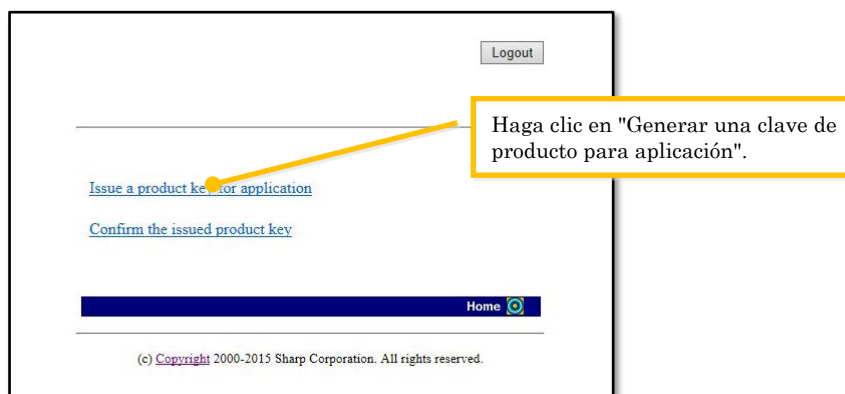 Logout
Haga clic en "Generar una clave de
producto para aplicación".
Issue a product key for application
Confirm the issued product key
Home
(c) Copyright 2000-2015 Sharp Corporation. All rights reserved.